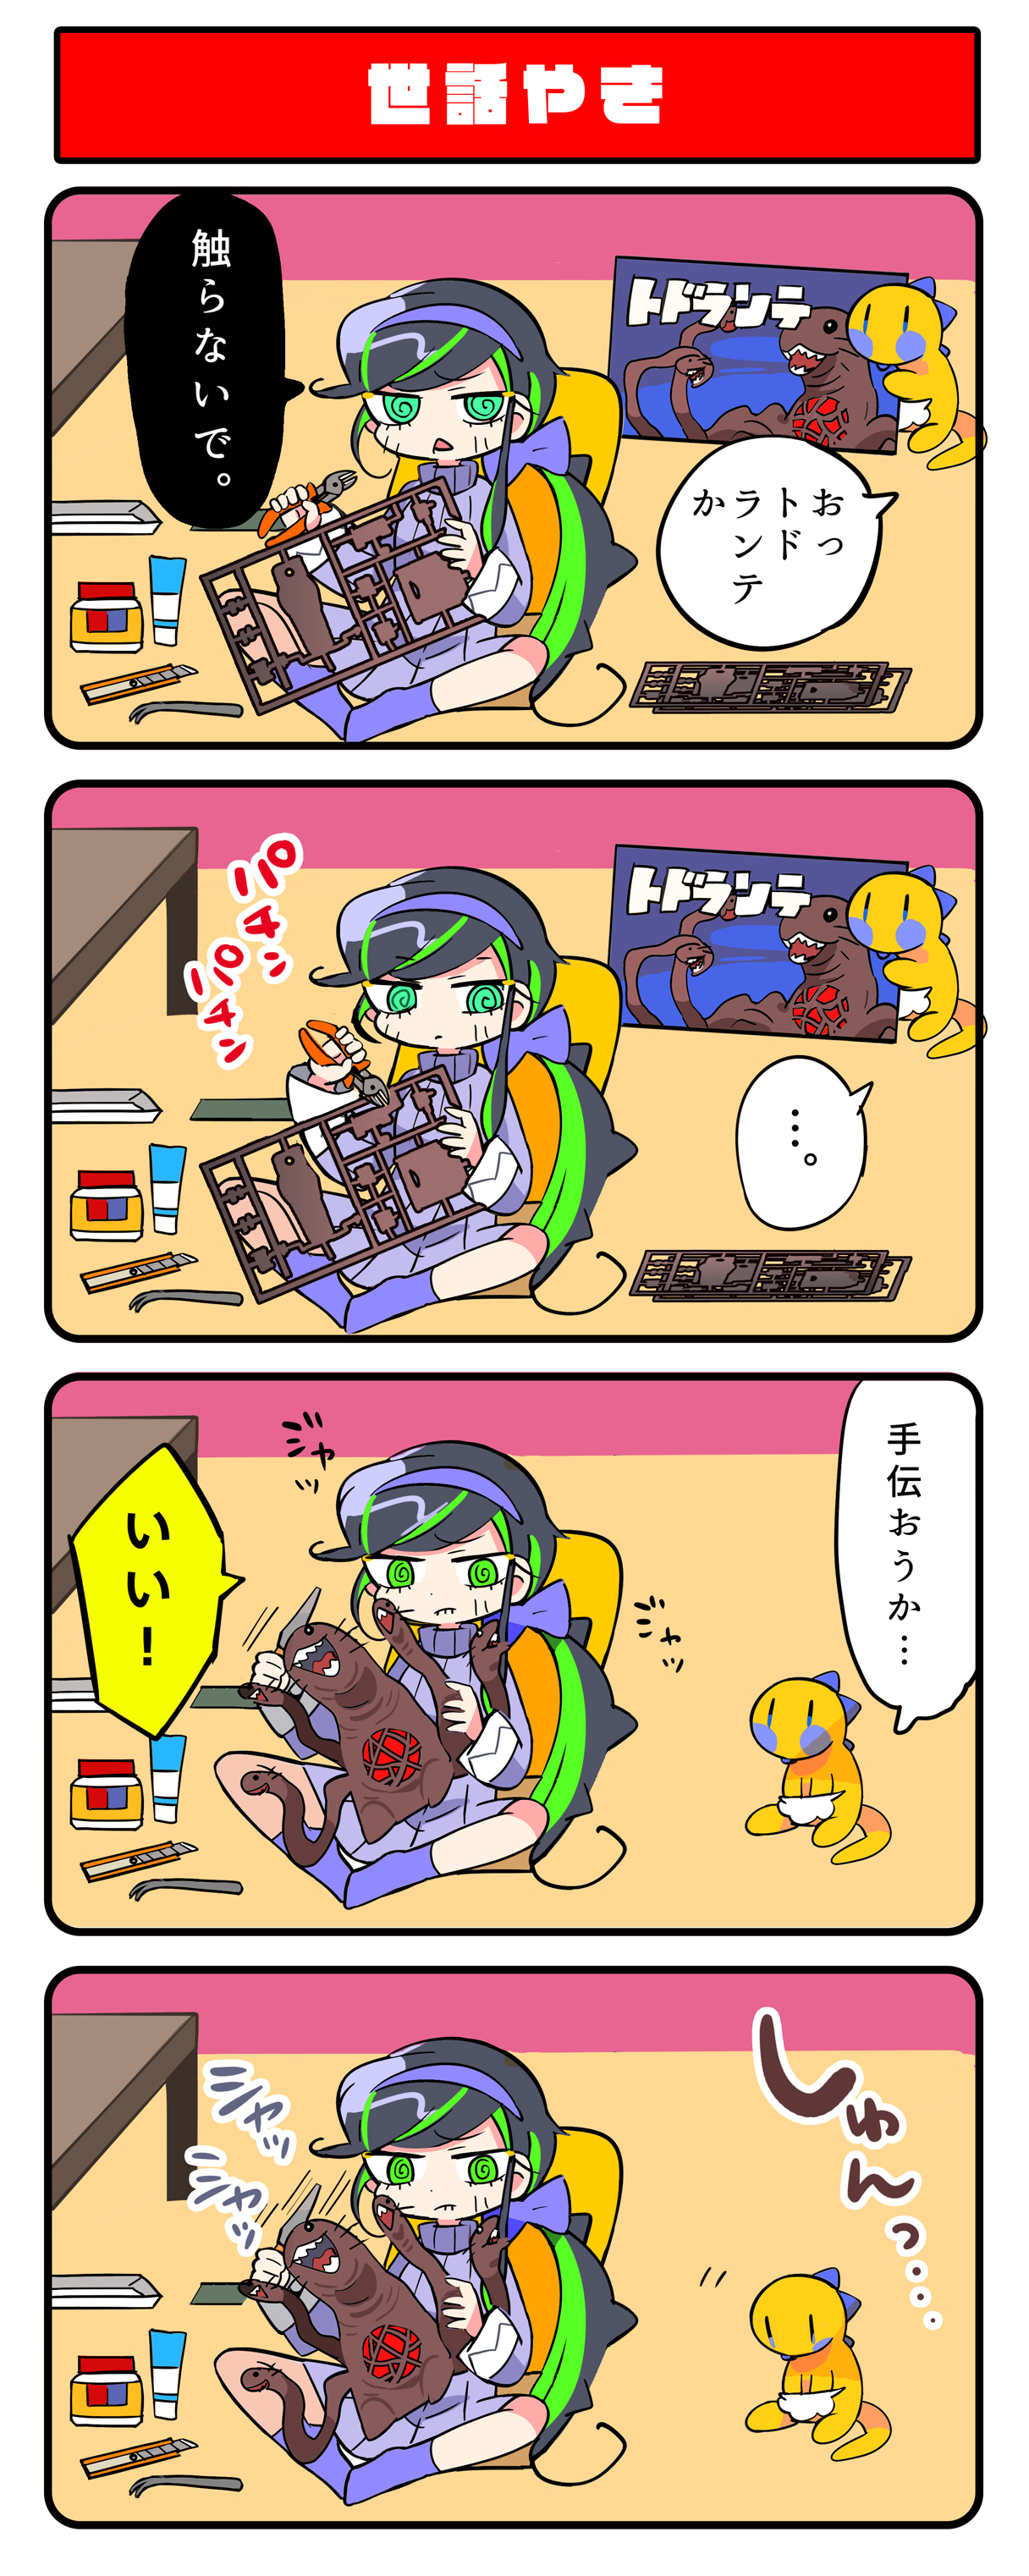 世話やき
トドランテ
おっ
トド
ランテ
か
触らないで。
トドランテ
…。
パチン
パチン
手伝おうか…
ジャッ
ジャッ
いい!
しゅんっ…
シャッ
シャッ